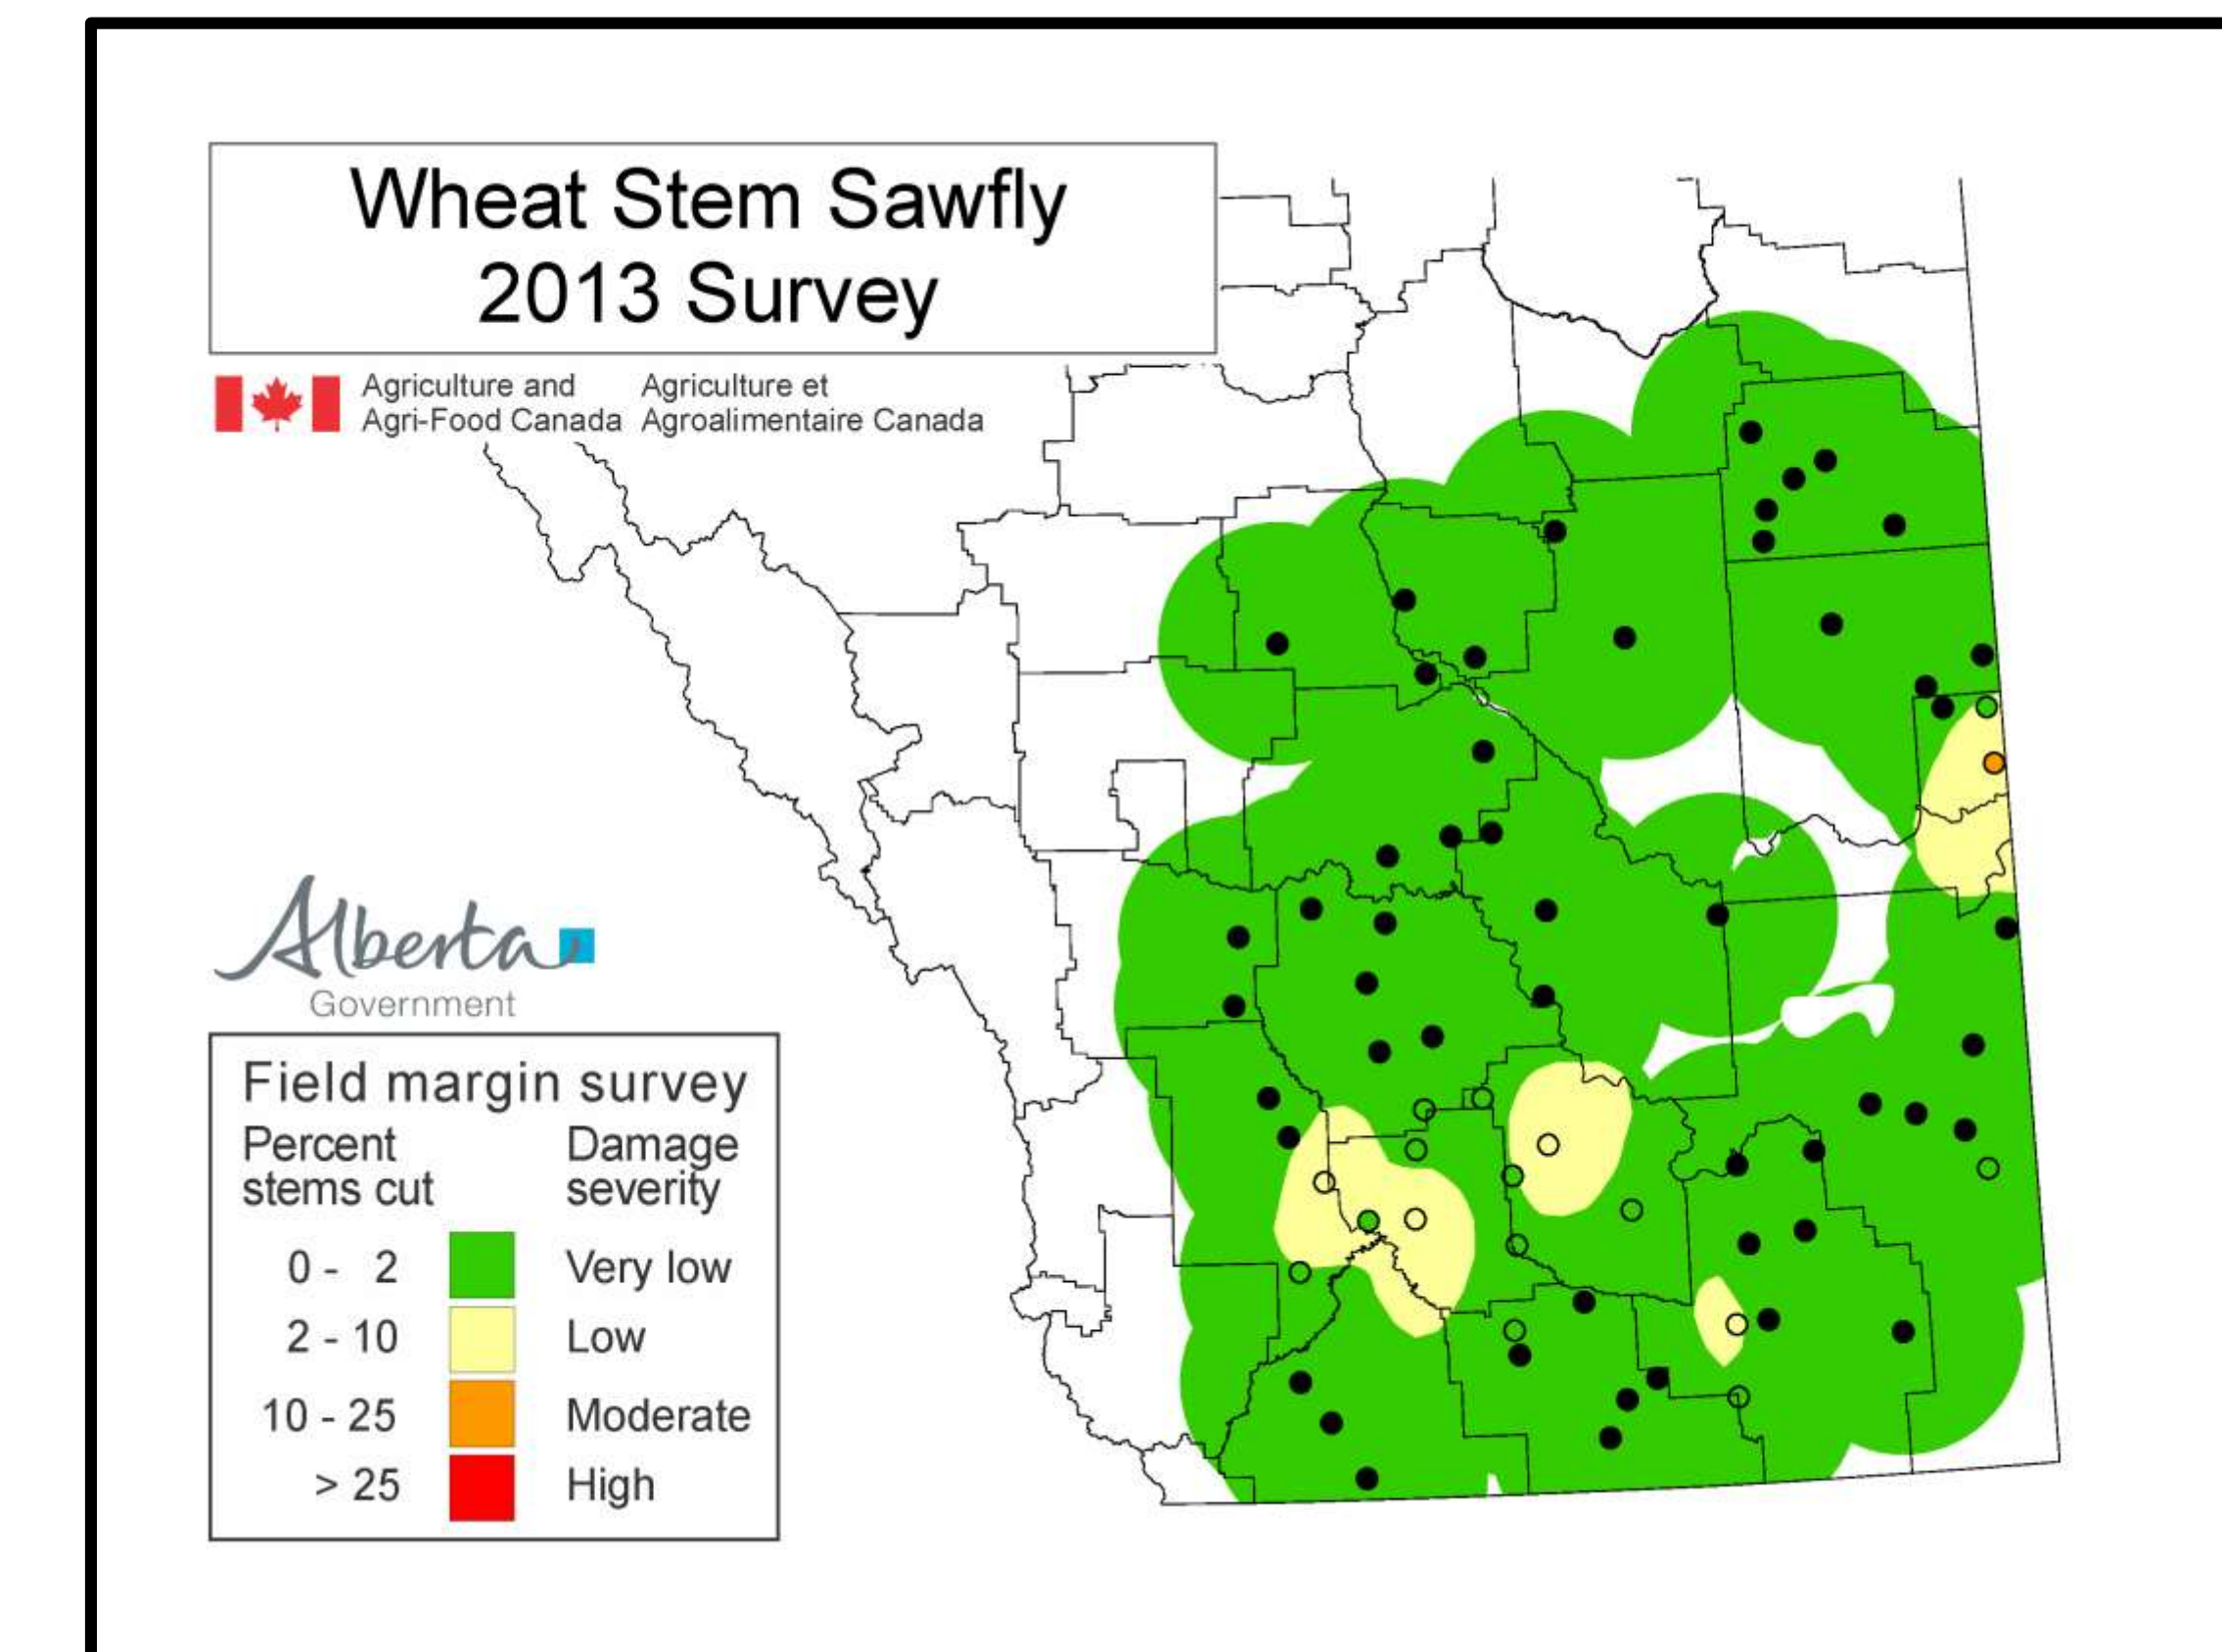 Wheat Stem Sawfly
2013 Survey
Agriculture and Agriculture et
Agri-Food Canada Agroalimentaire Canada
Alberta
Government
Field margin survey
Percent Damage
stems cut severity
0 - 2 Very low
2 - 10 Low
10 - 25 Moderate
> 25 High